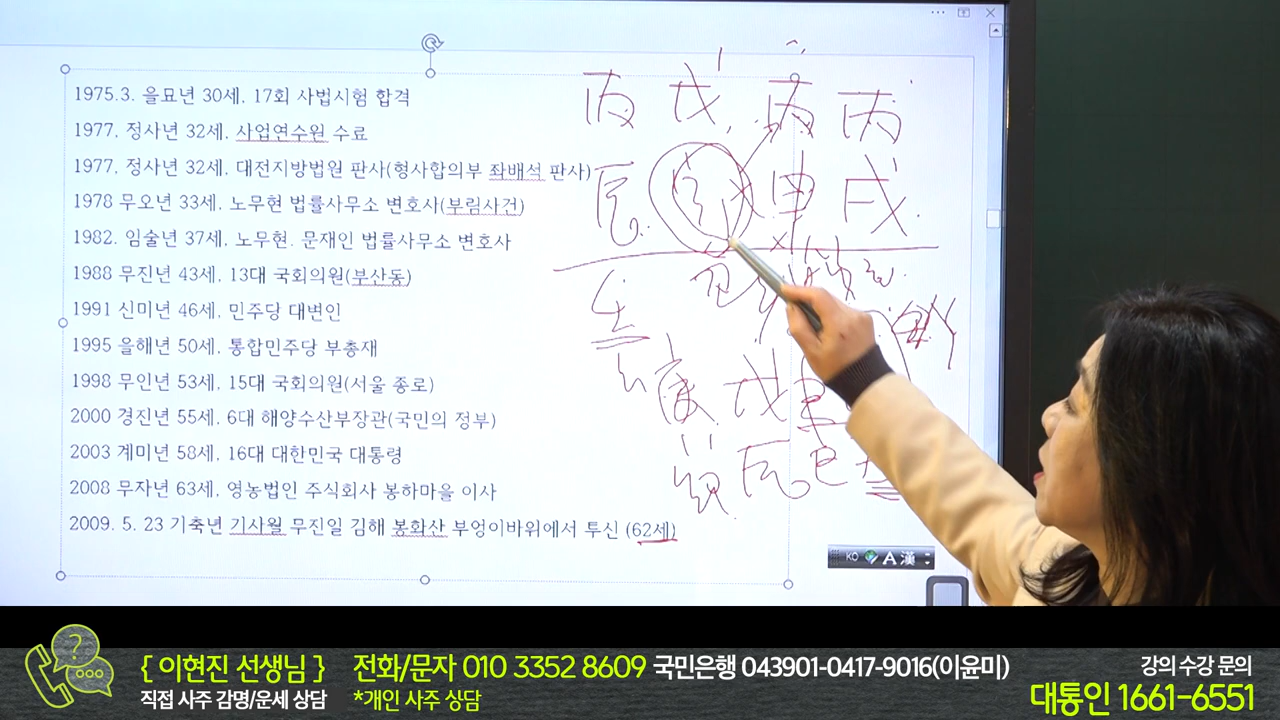 1975.3. 을묘년 30세. 17회 사법시험 합격
1977. 정사년 32세. 사업연수원 수료
1977. 정사년 32세. 대전지방법원 판사(형사합의부 좌배석 판사)
1978 무오년 33세. 노무현 법률사무소 변호사(부림사건)
1982. 임술년 37세. 노무현. 문재인 법률사무소 변호사
1988 무진년 43세. 13대 국회의원(부산동)
1991 신미년 46세. 민주당 대변인
1995 을해년 50세. 통합민주당 부총재
1998 무인년 53세. 15대 국회의원(서울 종로)
2000 경진년 55세. 6대 해양수산부장관(국민의 정부)
2003 계미년 58세. 16대 대한민국 대통령
2008 무자년 63세. 영농법인 주식회사 봉하마을 이사
2009. 5. 23 기축년 기사월 무진일 김해 봉화산 부엉이바위에서 투신 (62세)
丙 戊 丙 丙
辰 寅 申 戌
KO A 漢
{ 이현진 선생님 } 전화/문자 010 3352 8609 국민은행 043901-0417-9016(이윤미)
직접 사주 감명/운세 상담 *개인 사주 상담
강의 수강 문의
대통인 1661-6551